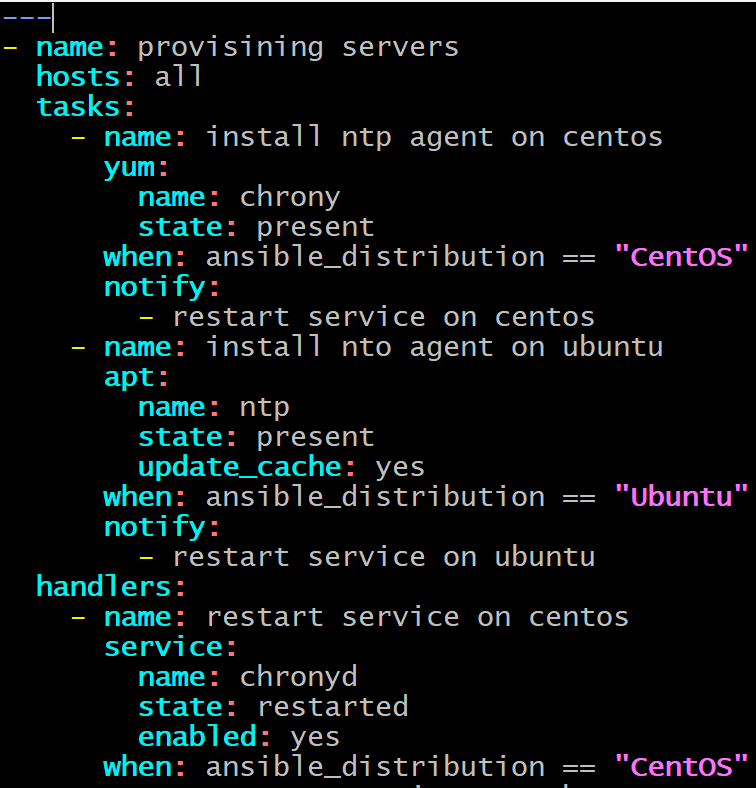 ---
- name: provisining servers
  hosts: all
  tasks:
    - name: install ntp agent on centos
      yum:
        name: chrony
        state: present
      when: ansible_distribution == "CentOS"
      notify:
        - restart service on centos
    - name: install nto agent on ubuntu
      apt:
        name: ntp
        state: present
        update_cache: yes
      when: ansible_distribution == "Ubuntu"
      notify:
        - restart service on ubuntu
  handlers:
    - name: restart service on centos
      service:
        name: chronyd
        state: restarted
        enabled: yes
      when: ansible_distribution == "CentOS"